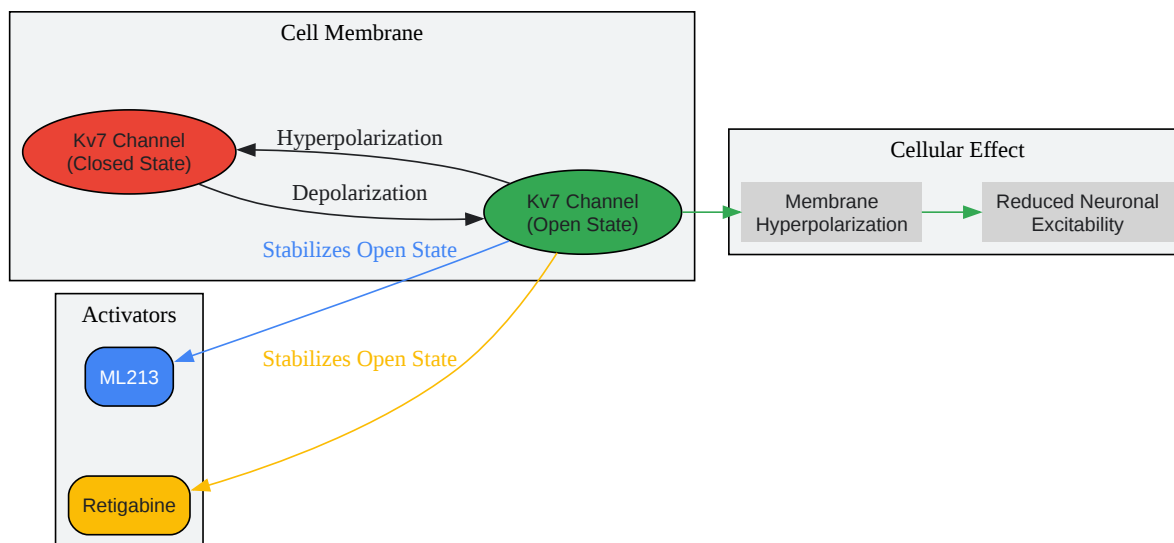 Cell Membrane
Kv7 Channel
(Closed State)
Hyperpolarization
Depolarization
Kv7 Channel
(Open State)
Stabilizes Open State
Stabilizes Open State
Cellular Effect
Membrane
Hyperpolarization
Reduced Neuronal
Excitability
Activators
ML213
Retigabine